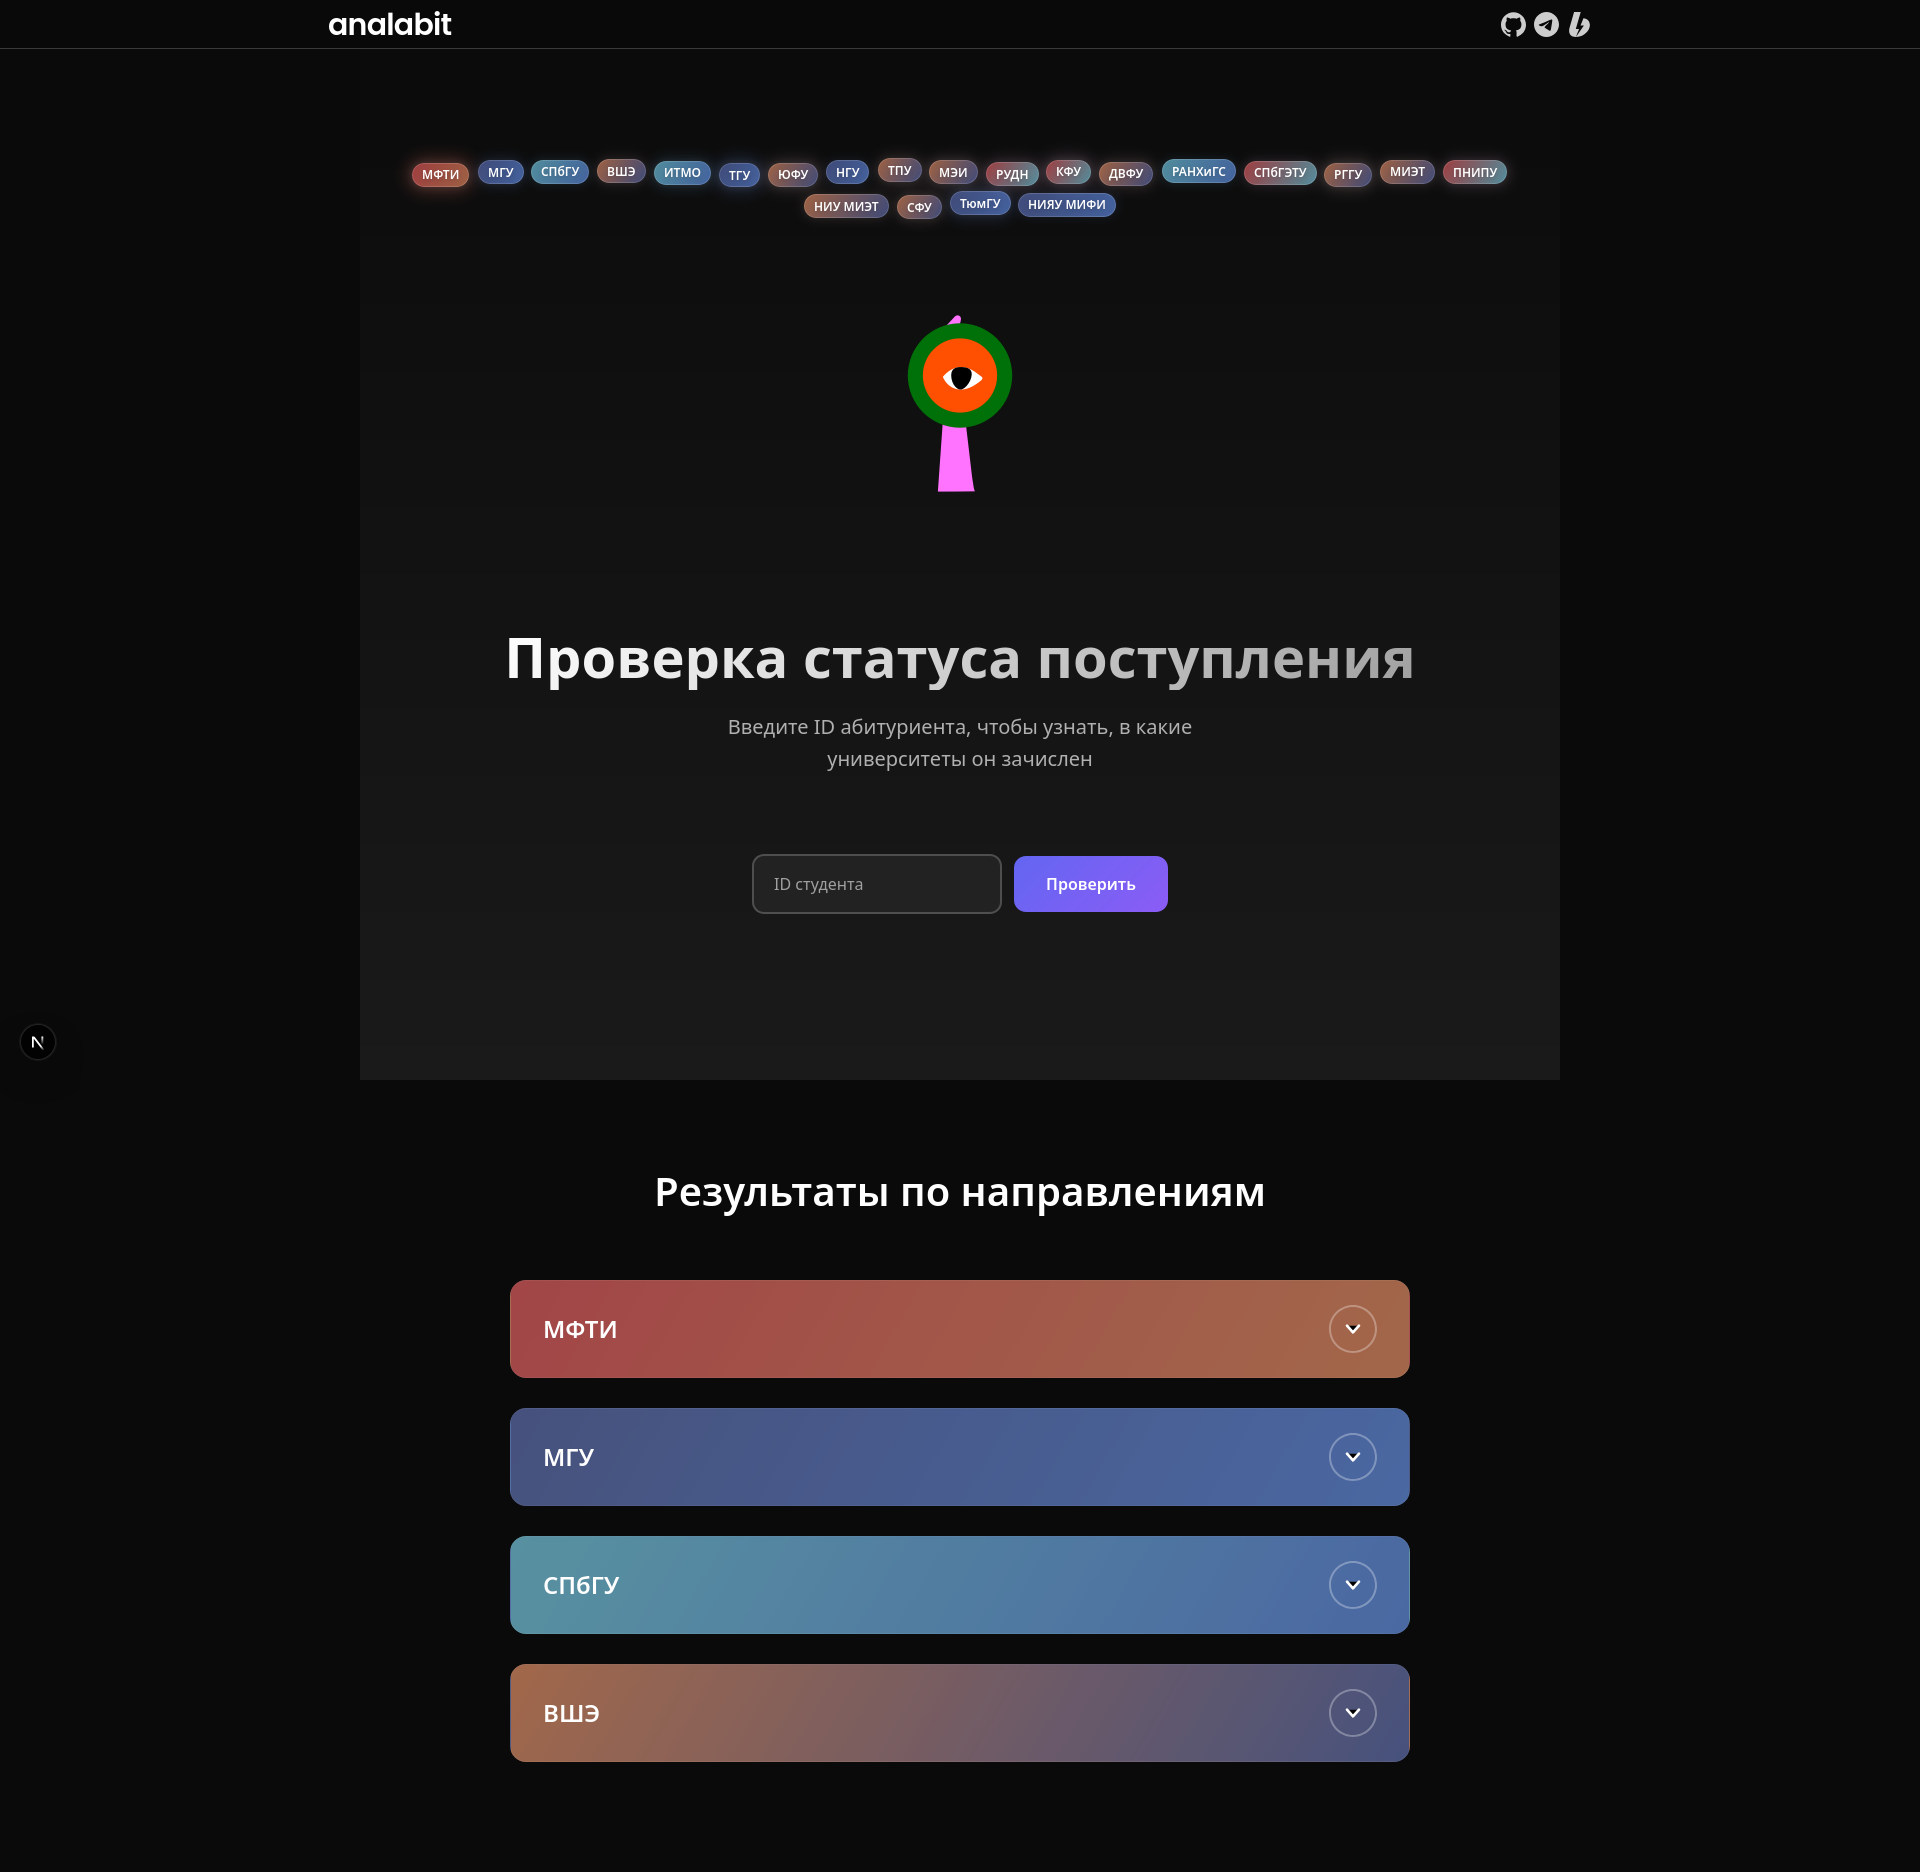 analabit
МФТИ МГУ СПбГУ ВШЭ ИТМО ТГУ ЮФУ НГУ ТПУ МЭИ РУДН КФУ ДВФУ РАНХиГС СПбГЭТУ РГГУ МИЭТ ПНИПУ
НИУ МИЭТ СФУ ТюмГУ НИЯУ МИФИ
Проверка статуса поступления
Введите ID абитуриента, чтобы узнать, в какие
университеты он зачислен
ID студента Проверить
N
Результаты по направлениям
МФТИ
МГУ
СПбГУ
ВШЭ